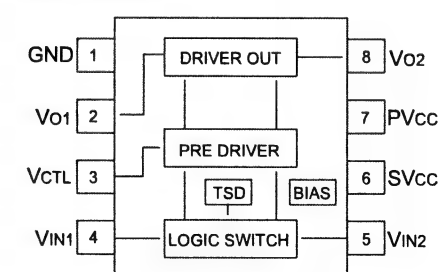 GND 1 DRIVER OUT 8 VO2
VO1 2 7 PVCC
PRE DRIVER
VCTL 3 6 SVCC
TSD BIAS
VIN1 4 LOGIC SWITCH 5 VIN2